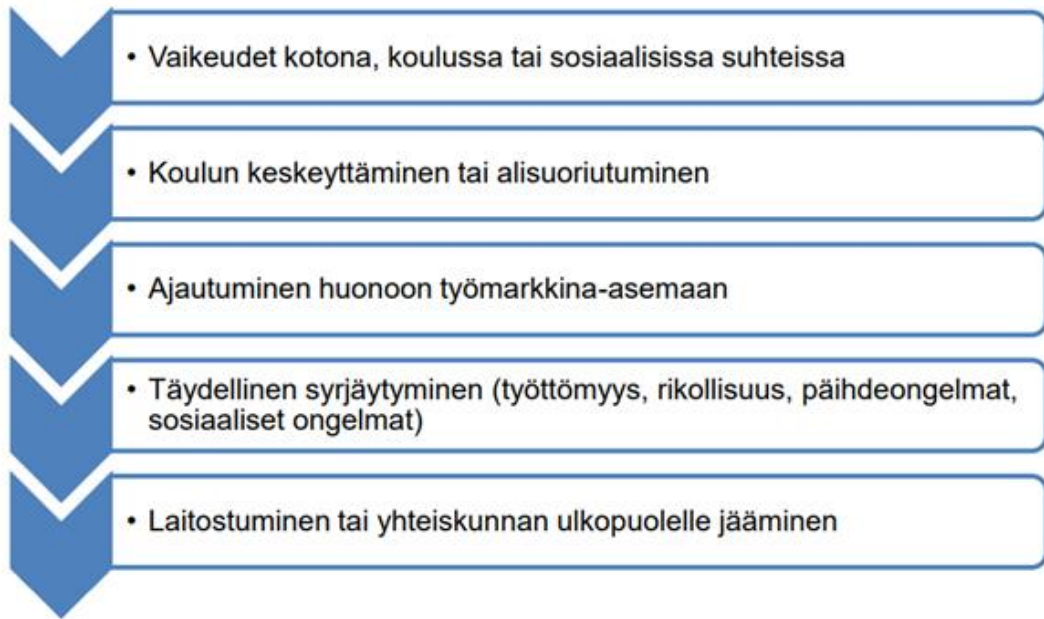 • Vaikeudet kotona, koulussa tai sosiaalisissa suhteissa
• Koulun keskeyttäminen tai alisuoriutuminen
• Ajautuminen huonoon työmarkkina-asemaan
• Täydellinen syrjäytyminen (työttömyys, rikollisuus, päihdeongelmat,
sosiaaliset ongelmat)
• Laitostuminen tai yhteiskunnan ulkopuolelle jääminen